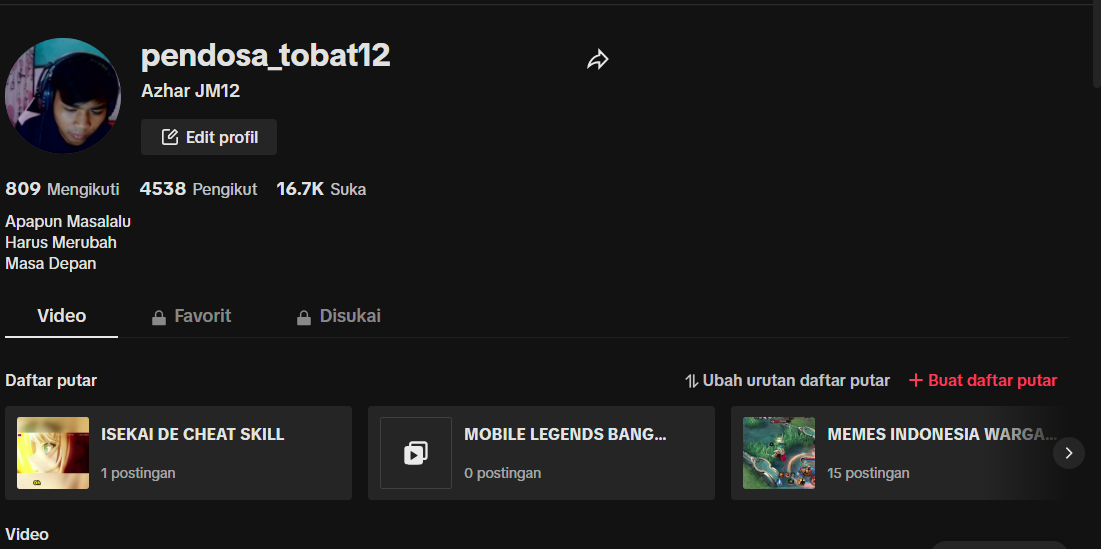 pendosa_tobat12
Azhar JM12
Edit profil
809 Mengikuti 4538 Pengikut 16.7K Suka
Apapun Masalalu
Harus Merubah
Masa Depan
Video Favorit Disukai
Daftar putar Ubah urutan daftar putar + Buat daftar putar
ISEKAI DE CHEAT SKILL
1 postingan
MOBILE LEGENDS BANG...
0 postingan
MEMES INDONESIA WARGA...
15 postingan
Video